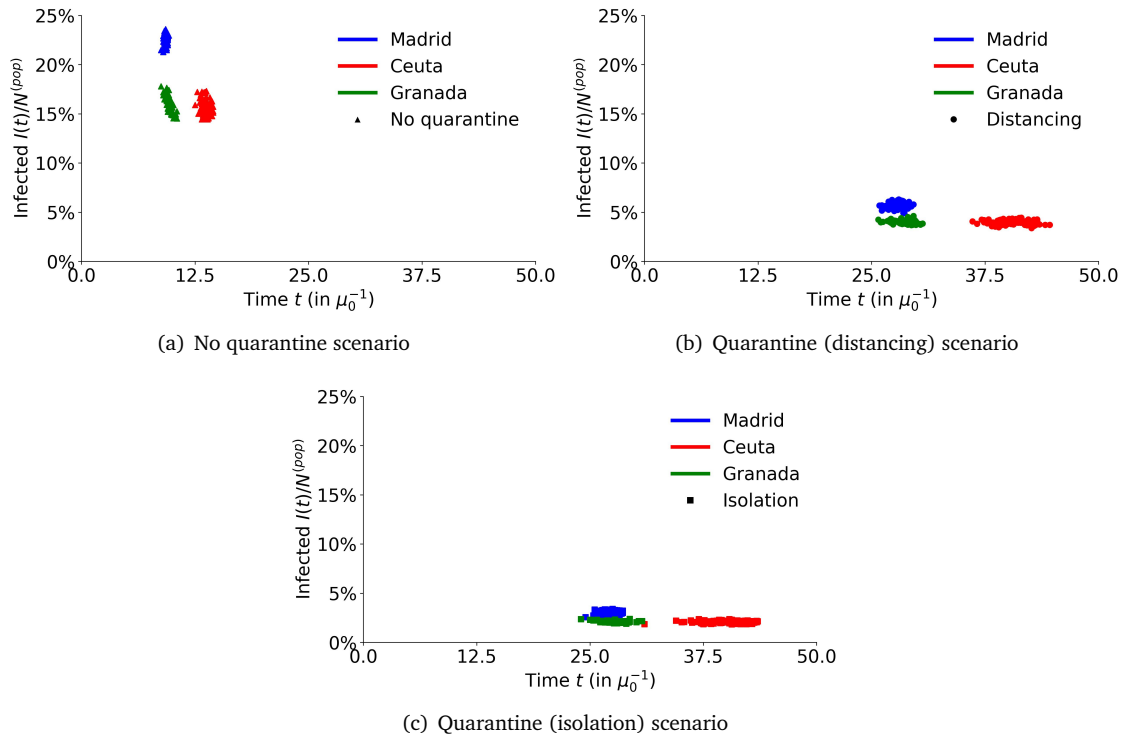 25%
20%
15%
10%
5%
0%
Infected I(t)/N^(pop)
Madrid
Ceuta
Granada
No quarantine
0.0 12.5 25.0 37.5 50.0
Time t (in μ₀⁻¹)
(a) No quarantine scenario
25%
20%
15%
10%
5%
0%
Infected I(t)/N^(pop)
Madrid
Ceuta
Granada
Distancing
0.0 12.5 25.0 37.5 50.0
Time t (in μ₀⁻¹)
(b) Quarantine (distancing) scenario
25%
20%
15%
10%
5%
0%
Infected I(t)/N^(pop)
Madrid
Ceuta
Granada
Isolation
0.0 12.5 25.0 37.5 50.0
Time t (in μ₀⁻¹)
(c) Quarantine (isolation) scenario